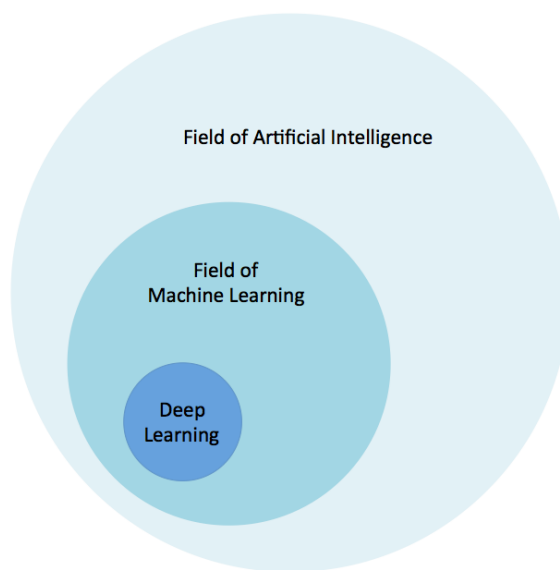 Field of Artificial Intelligence
Field of
Machine Learning
Deep
Learning